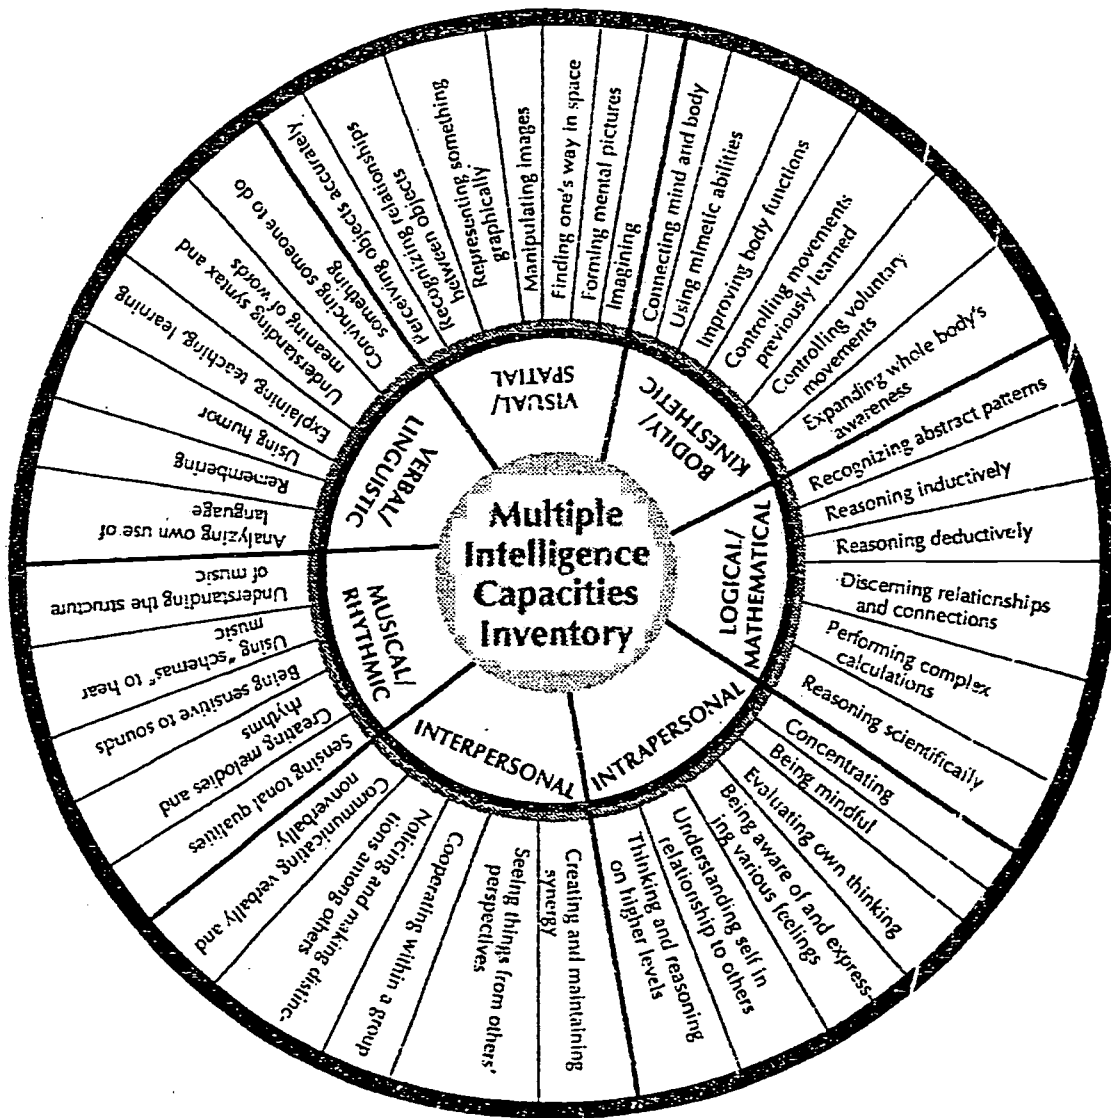 Multiple
Intelligence
Capacities
Inventory
VISUAL/
SPATIAL
Perceiving objects accurately
Recognizing relationships
between objects
Representing something
graphically
Manipulating images
Finding one's way in space
Forming mental pictures
Imagining
BODILY/
KINESTHETIC
Connecting mind and body
Using mimetic abilities
Improving body functions
Controlling movements
previously learned
Controlling voluntary
movements
Expanding whole body's
awareness
LOGICAL/
MATHEMATICAL
Recognizing abstract patterns
Reasoning inductively
Reasoning deductively
Discerning relationships
and connections
Performing complex
calculations
Reasoning scientifically
INTRAPERSONAL
Concentrating
Being mindful
Evaluating own thinking
Being aware of and express-
ing various feelings
Understanding self in
relationship to others
Thinking and reasoning
on higher levels
INTERPERSONAL
Creating and maintaining
synergy
Seeing things from others'
perspectives
Cooperating within a group
Noticing and making distinc-
tions among others
Communicating verbally and
nonverbally
MUSICAL/
RHYTHMIC
Sensing tonal qualities
Creating melodies and
rhythms
Being sensitive to sounds
Using "schemas" to hear
music
Understanding the structure
of music
VERBAL/
LINGUISTIC
Analyzing own use of
language
Remembering
Using humor
Explaining, teaching, learning
Understanding syntax and
meaning of words
Convincing someone to do
something